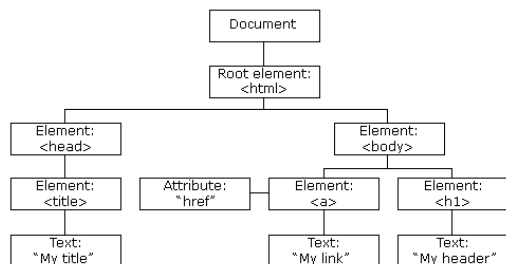 Document
Root element:
<html>
Element:
<head>
Element:
<body>
Element:
<title>
Attribute:
“href”
Element:
<a>
Element:
<h1>
Text:
“My title”
Text:
“My link”
Text:
“My header”